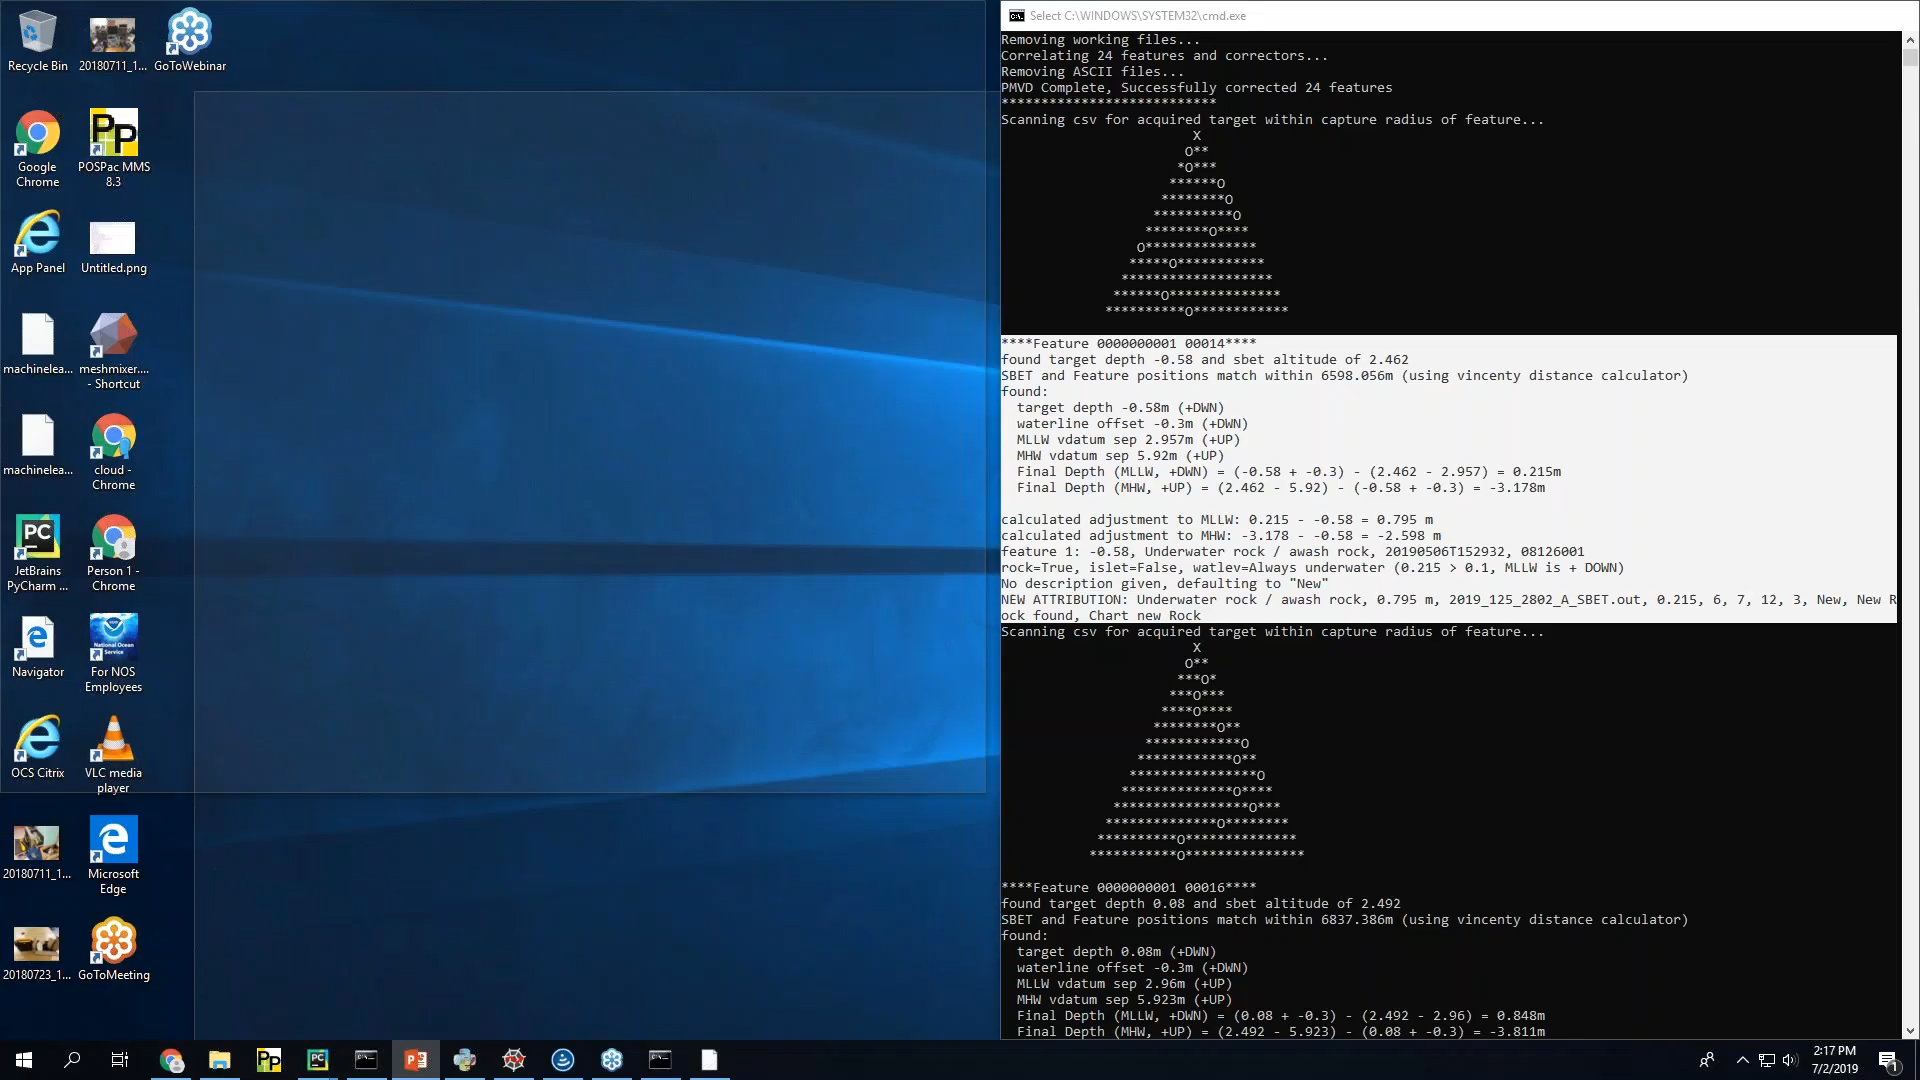 Recycle Bin
20180711_1...
GoToWebinar
Google
Chrome
POSPac MMS
8.3
App Panel
Untitled.png
machinelea...
meshmixer....
- Shortcut
machinelea...
cloud -
Chrome
JetBrains
PyCharm ...
Person 1 -
Chrome
Navigator
For NOS
Employees
OCS Citrix
VLC media
player
20180711_1...
Microsoft
Edge
20180723_1...
GoToMeeting
Select C:\WINDOWS\SYSTEM32\cmd.exe
Removing working files...
Correlating 24 features and correctors...
Removing ASCII files...
PMVD Complete, Successfully corrected 24 features
***************************
Scanning csv for acquired target within capture radius of feature...
X
O**
*O***
******O
********O
**********O
********O****
O**************
*****O***********
*******************
******O**************
**********O************
****Feature 0000000001 00014****
found target depth -0.58 and sbet altitude of 2.462
SBET and Feature positions match within 6598.056m (using vincenty distance calculator)
found:
target depth -0.58m (+DWN)
waterline offset -0.3m (+DWN)
MLLW vdatum sep 2.957m (+UP)
MHW vdatum sep 5.92m (+UP)
Final Depth (MLLW, +DWN) = (-0.58 + -0.3) - (2.462 - 2.957) = 0.215m
Final Depth (MHW, +UP) = (2.462 - 5.92) - (-0.58 + -0.3) = -3.178m
calculated adjustment to MLLW: 0.215 - -0.58 = 0.795 m
calculated adjustment to MHW: -3.178 - -0.58 = -2.598 m
feature 1: -0.58, Underwater rock / awash rock, 20190506T152932, 08126001
rock=True, islet=False, watlev=Always underwater (0.215 > 0.1, MLLW is + DOWN)
No description given, defaulting to "New"
NEW ATTRIBUTION: Underwater rock / awash rock, 0.795 m, 2019_125_2802_A_SBET.out, 0.215, 6, 7, 12, 3, New, New R
ock found, Chart new Rock
Scanning csv for acquired target within capture radius of feature...
X
O**
***O*
***O***
****O****
********O**
************O
***********O**
****************O
**************O****
*****************O***
**************O********
**********O**************
***********O***************
****Feature 0000000001 00016****
found target depth 0.08 and sbet altitude of 2.492
SBET and Feature positions match within 6837.386m (using vincenty distance calculator)
found:
target depth 0.08m (+DWN)
waterline offset -0.3m (+DWN)
MLLW vdatum sep 2.96m (+UP)
MHW vdatum sep 5.923m (+UP)
Final Depth (MLLW, +DWN) = (0.08 + -0.3) - (2.492 - 2.96) = 0.848m
Final Depth (MHW, +UP) = (2.492 - 5.923) - (0.08 + -0.3) = -3.811m
2:17 PM
7/2/2019